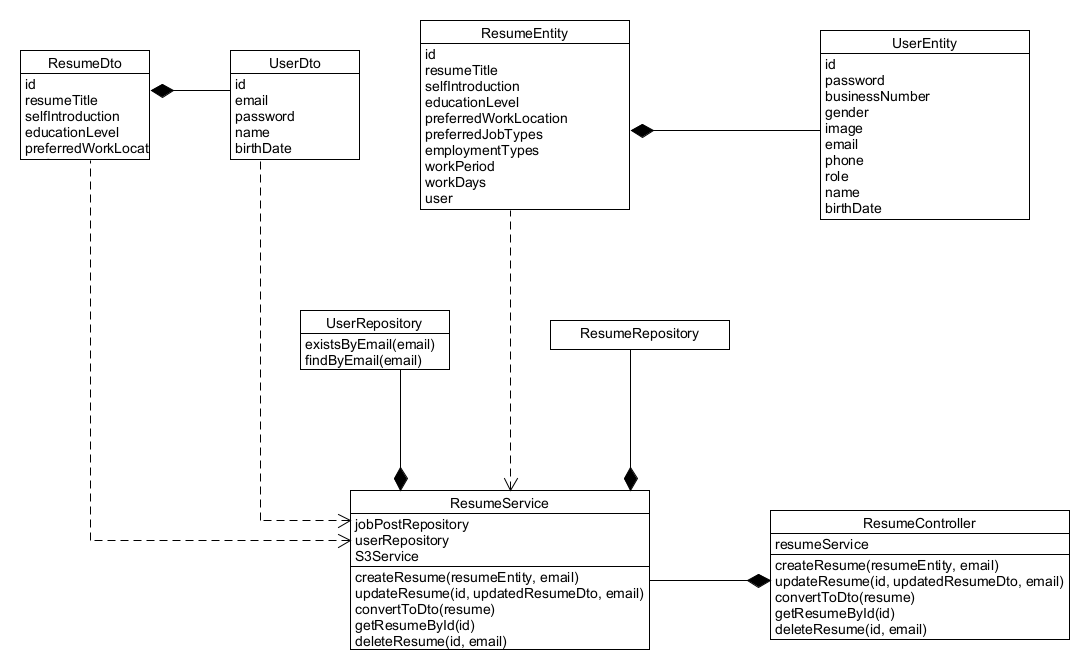 ResumeDto
id
resumeTitle
selfIntroduction
educationLevel
preferredWorkLocat
UserDto
id
email
password
name
birthDate
ResumeEntity
id
resumeTitle
selfIntroduction
educationLevel
preferredWorkLocation
preferredJobTypes
employmentTypes
workPeriod
workDays
user
UserEntity
id
password
businessNumber
gender
image
email
phone
role
name
birthDate
UserRepository
existsByEmail(email)
findByEmail(email)
ResumeRepository
ResumeService
jobPostRepository
userRepository
S3Service
createResume(resumeEntity, email)
updateResume(id, updatedResumeDto, email)
convertToDto(resume)
getResumeById(id)
deleteResume(id, email)
ResumeController
resumeService
createResume(resumeEntity, email)
updateResume(id, updatedResumeDto, email)
convertToDto(resume)
getResumeById(id)
deleteResume(id, email)